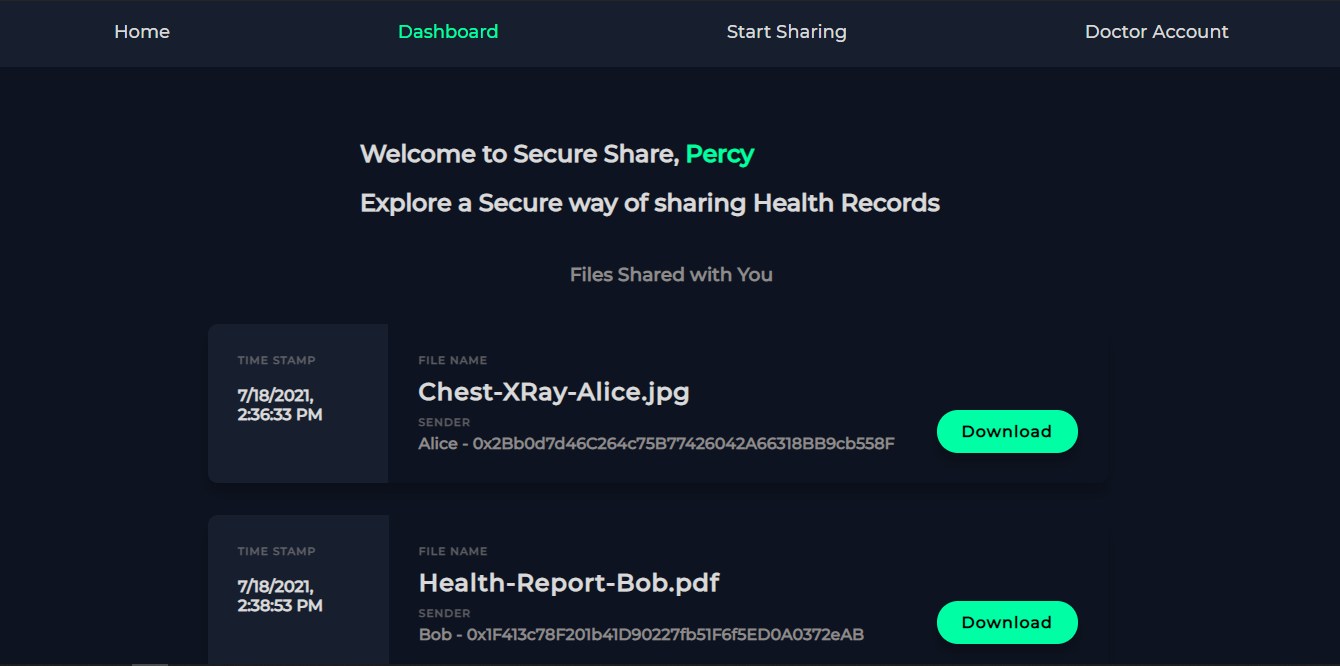 Home Dashboard Start Sharing Doctor Account
Welcome to Secure Share, Percy
Explore a Secure way of sharing Health Records
Files Shared with You
TIME STAMP
7/18/2021,
2:36:33 PM
FILE NAME
Chest-XRay-Alice.jpg
SENDER
Alice - 0x2Bb0d7d46C264c75B77426042A66318BB9cb558F
Download
TIME STAMP
7/18/2021,
2:38:53 PM
FILE NAME
Health-Report-Bob.pdf
SENDER
Bob - 0x1F413c78F201b41D90227fb51F6f5ED0A0372eAB
Download